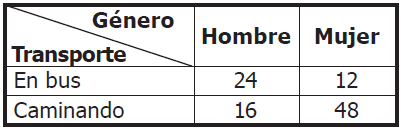 Género
Transporte
Hombre
Mujer
En bus 24 12
Caminando 16 48